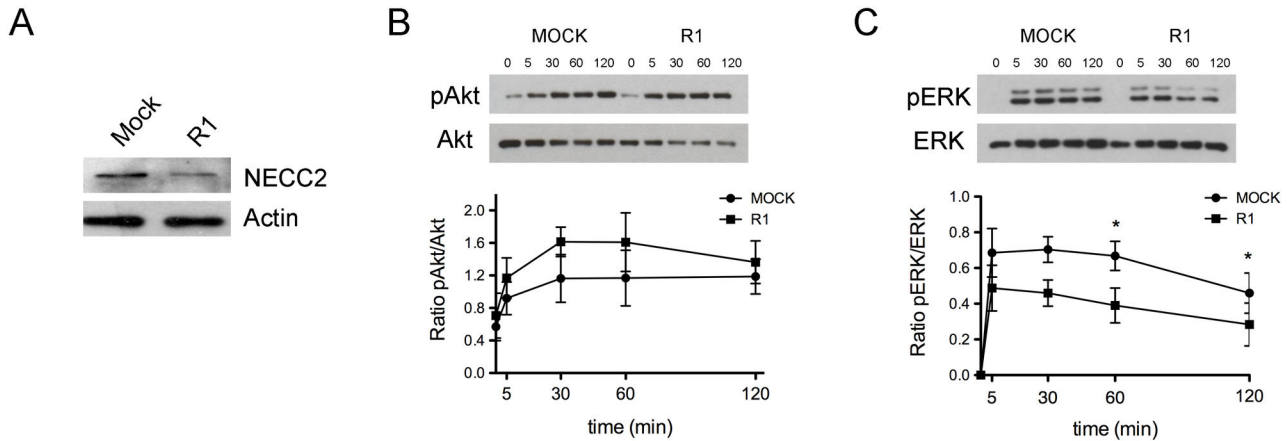 A
Mock R1
NECC2
Actin
B
MOCK R1
0 5 30 60 120 0 5 30 60 120
pAkt
Akt
MOCK
R1
Ratio pAkt/Akt
2.0
1.6
1.2
0.8
0.4
0.0
5 30 60 120
time (min)
C
MOCK R1
0 5 30 60 120 0 5 30 60 120
pERK
ERK
MOCK
R1
Ratio pERK/ERK
1.0
0.8
0.6
0.4
0.2
0.0
* *
5 30 60 120
time (min)